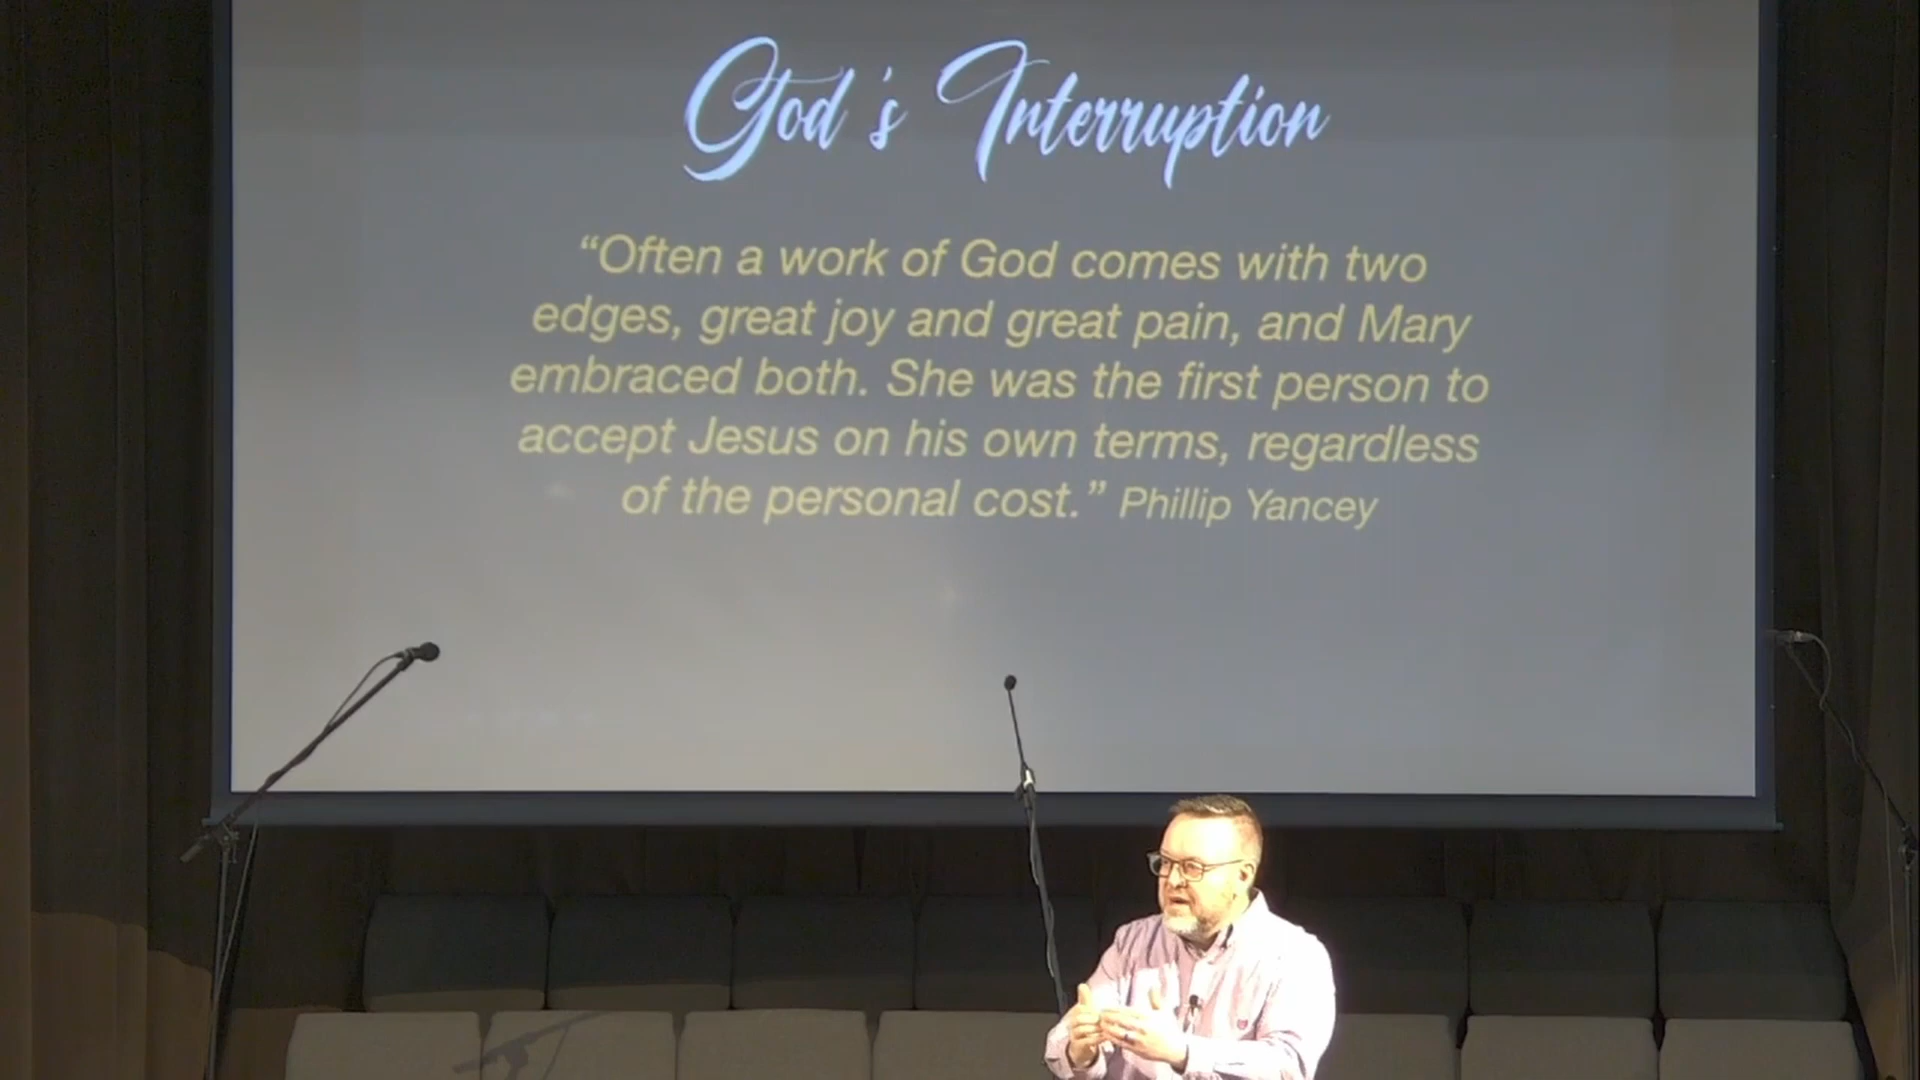 God's Interruption
“Often a work of God comes with two
edges, great joy and great pain, and Mary
embraced both. She was the first person to
accept Jesus on his own terms, regardless
of the personal cost.” Phillip Yancey